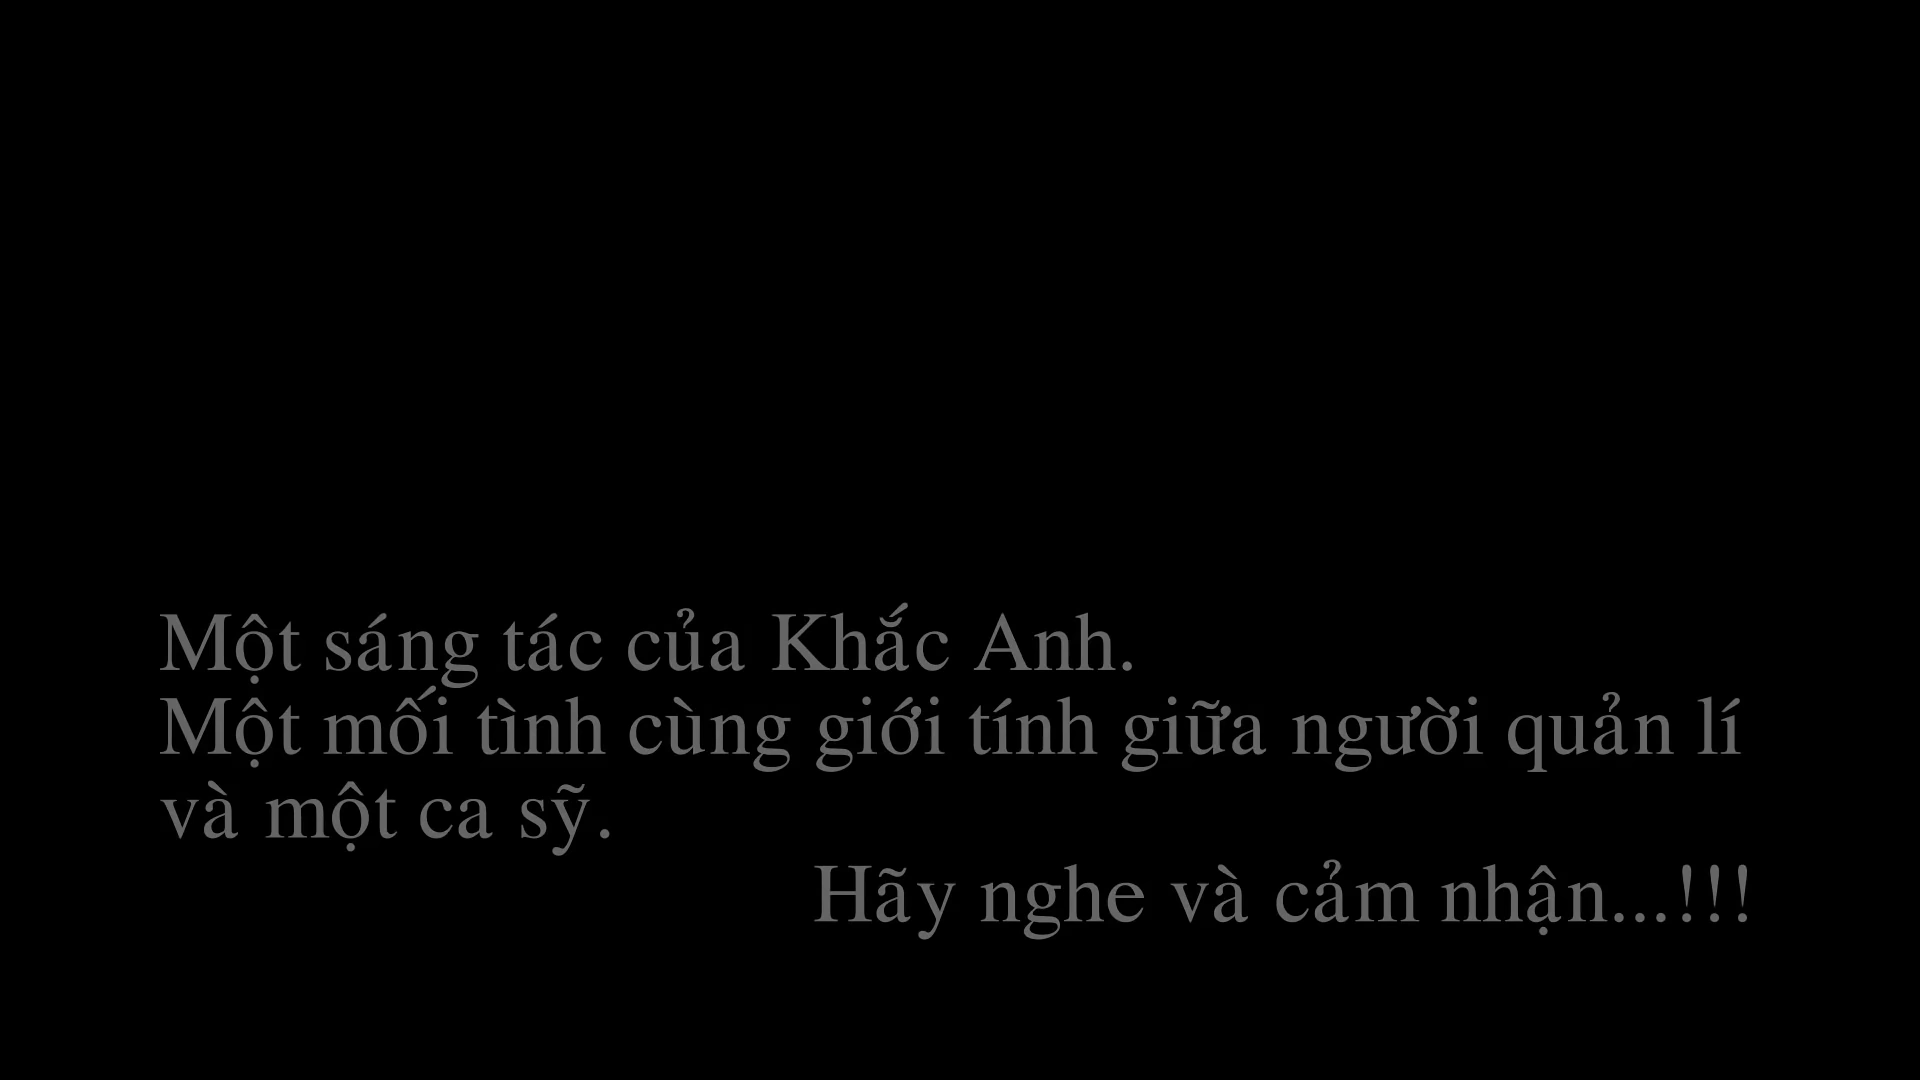 Một sáng tác của Khắc Anh.
Một mối tình cùng giới tính giữa người quản lí
và một ca sỹ.
Hãy nghe và cảm nhận...!!!